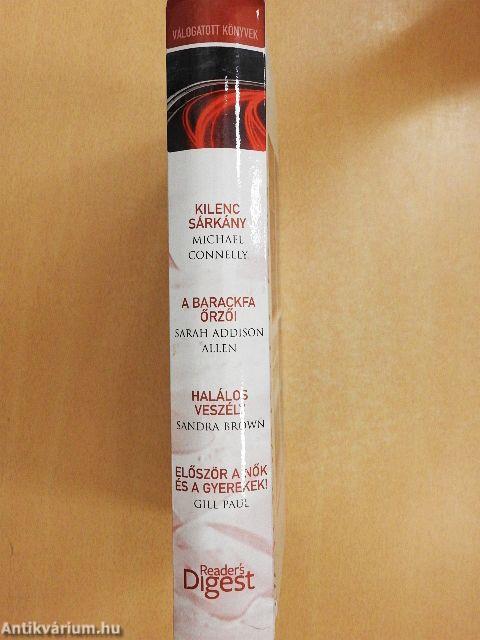 VÁLOGATOTT KÖNYVEK
KILENC
SÁRKÁNY
MICHAEL
CONNELLY
A BARACKFA
ŐRZŐI
SARAH ADDISON
ALLEN
HALÁLOS
VESZÉLY
SANDRA BROWN
ELŐSZÖR A NŐK
ÉS A GYEREKEK!
GILL PAUL
Reader's
Digest
Antikvárium.hu